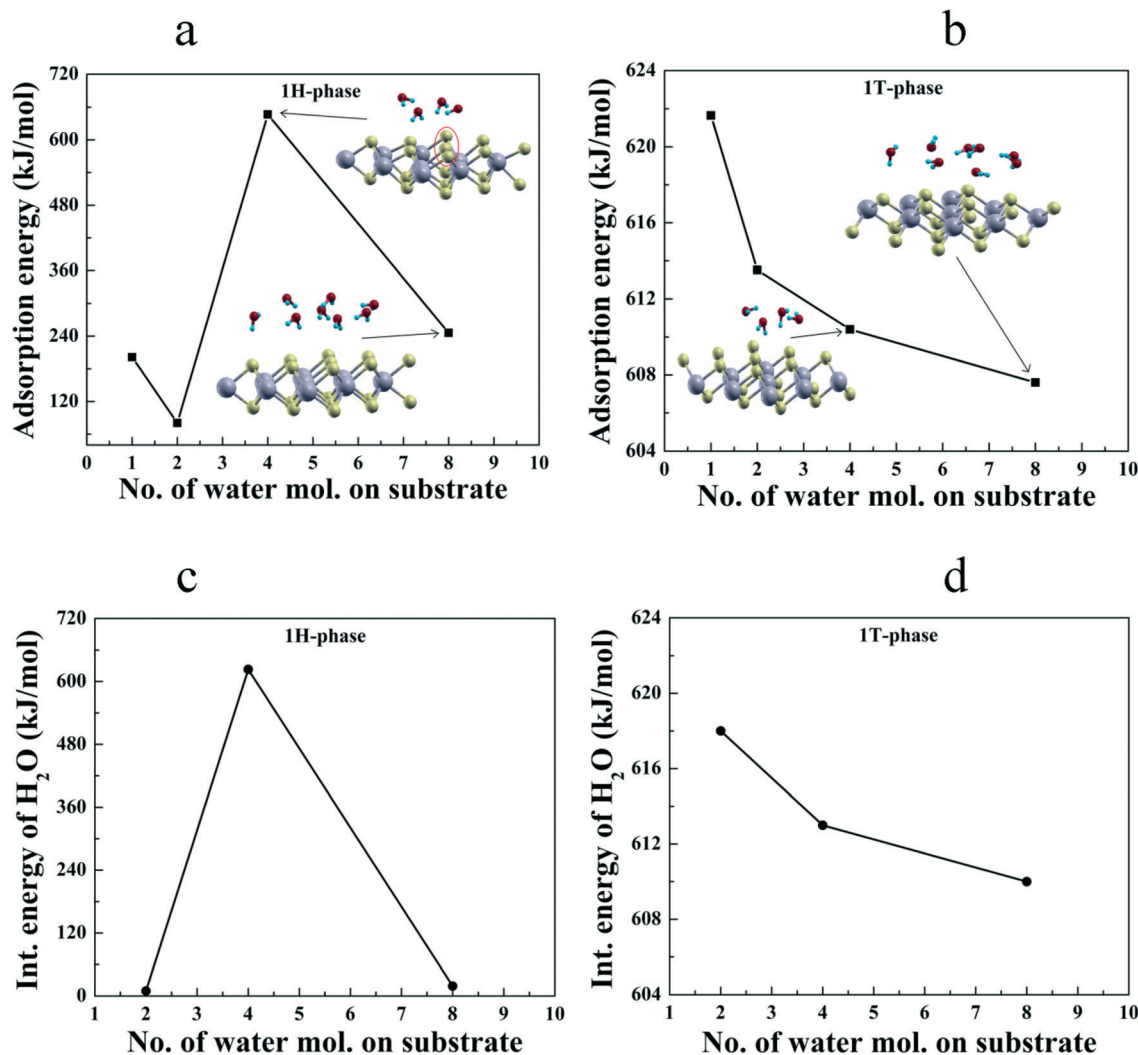 a
720
600
480
360
240
120
0 1 2 3 4 5 6 7 8 9 10
Adsorption energy (kJ/mol)
No. of water mol. on substrate
1H-phase
b
624
620
616
612
608
604
0 1 2 3 4 5 6 7 8 9 10
Adsorption energy (kJ/mol)
No. of water mol. on substrate
1T-phase
c
720
600
480
360
240
120
0
1 2 3 4 5 6 7 8 9 10
Int. energy of H₂O (kJ/mol)
No. of water mol. on substrate
1H-phase
d
624
620
616
612
608
604
1 2 3 4 5 6 7 8 9 10
Int. energy of H₂O (kJ/mol)
No. of water mol. on substrate
1T-phase